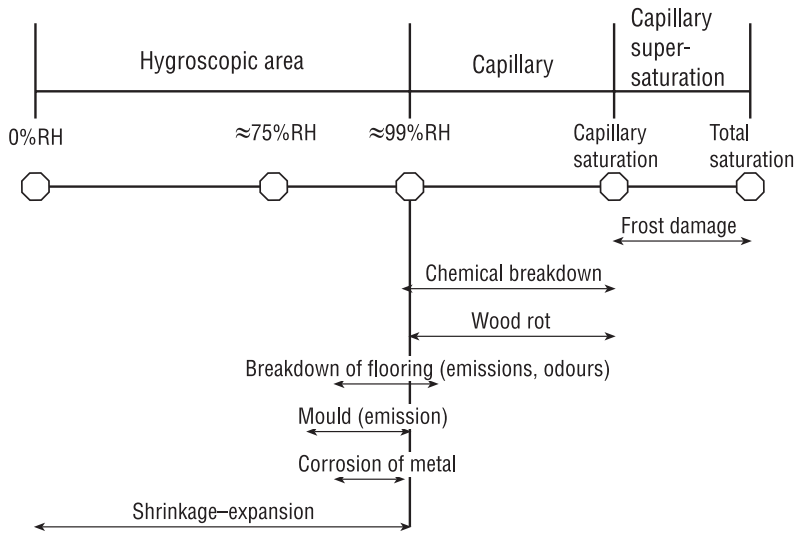 Hygroscopic area
Capillary
Capillary
super-
saturation
0%RH
≈75%RH
≈99%RH
Capillary
saturation
Total
saturation
Frost damage
Chemical breakdown
Wood rot
Breakdown of flooring (emissions, odours)
Mould (emission)
Corrosion of metal
Shrinkage–expansion